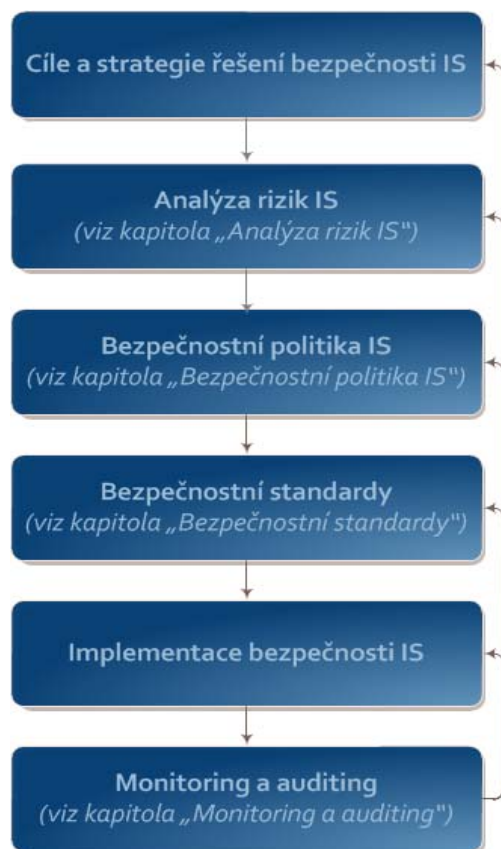 Cíle a strategie řešení bezpečnosti IS
Analýza rizik IS
(viz kapitola „Analýza rizik IS“)
Bezpečnostní politika IS
(viz kapitola „Bezpečnostní politika IS“)
Bezpečnostní standardy
(viz kapitola „Bezpečnostní standardy“)
Implementace bezpečnosti IS
Monitoring a auditing
(viz kapitola „Monitoring a auditing“)